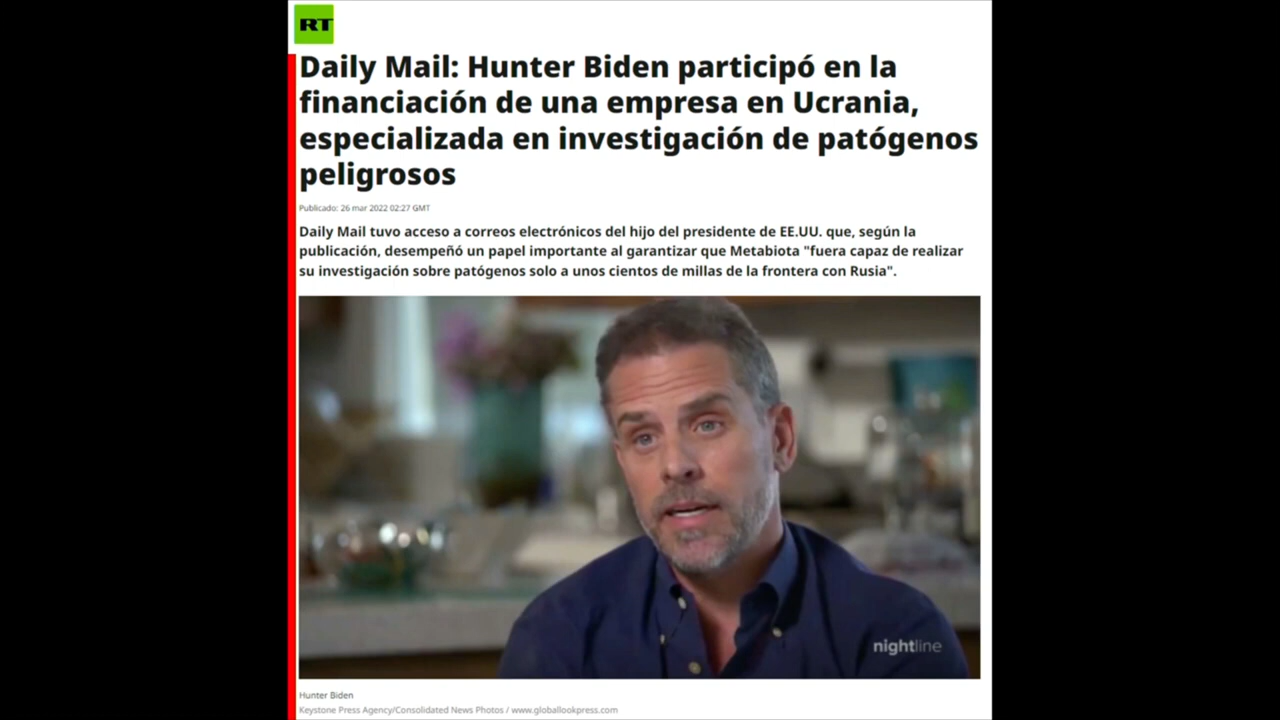 RT
Daily Mail: Hunter Biden participó en la
financiación de una empresa en Ucrania,
especializada en investigación de patógenos
peligrosos
Publicado: 26 mar 2022 02:27 GMT
Daily Mail tuvo acceso a correos electrónicos del hijo del presidente de EE.UU. que, según la
publicación, desempeñó un papel importante al garantizar que Metabiota "fuera capaz de realizar
su investigación sobre patógenos solo a unos cientos de millas de la frontera con Rusia".
nightline
Hunter Biden
Keystone Press Agency/Consolidated News Photos / www.globallookpress.com